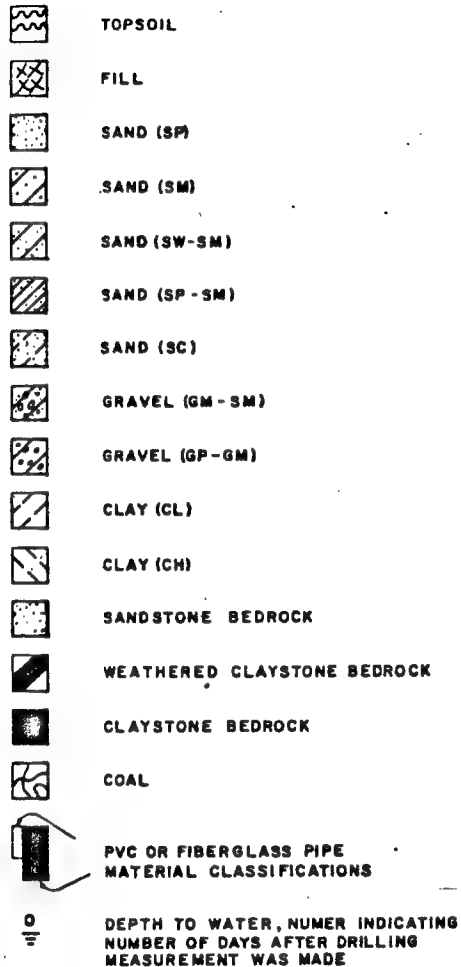 TOPSOIL
FILL
SAND (SP)
SAND (SM)
SAND (SW-SM)
SAND (SP-SM)
SAND (SC)
GRAVEL (GM-SM)
GRAVEL (GP-GM)
CLAY (CL)
CLAY (CH)
SANDSTONE BEDROCK
WEATHERED CLAYSTONE BEDROCK
CLAYSTONE BEDROCK
COAL
PVC OR FIBERGLASS PIPE
MATERIAL CLASSIFICATIONS
0
DEPTH TO WATER, NUMER INDICATING
NUMBER OF DAYS AFTER DRILLING
MEASUREMENT WAS MADE